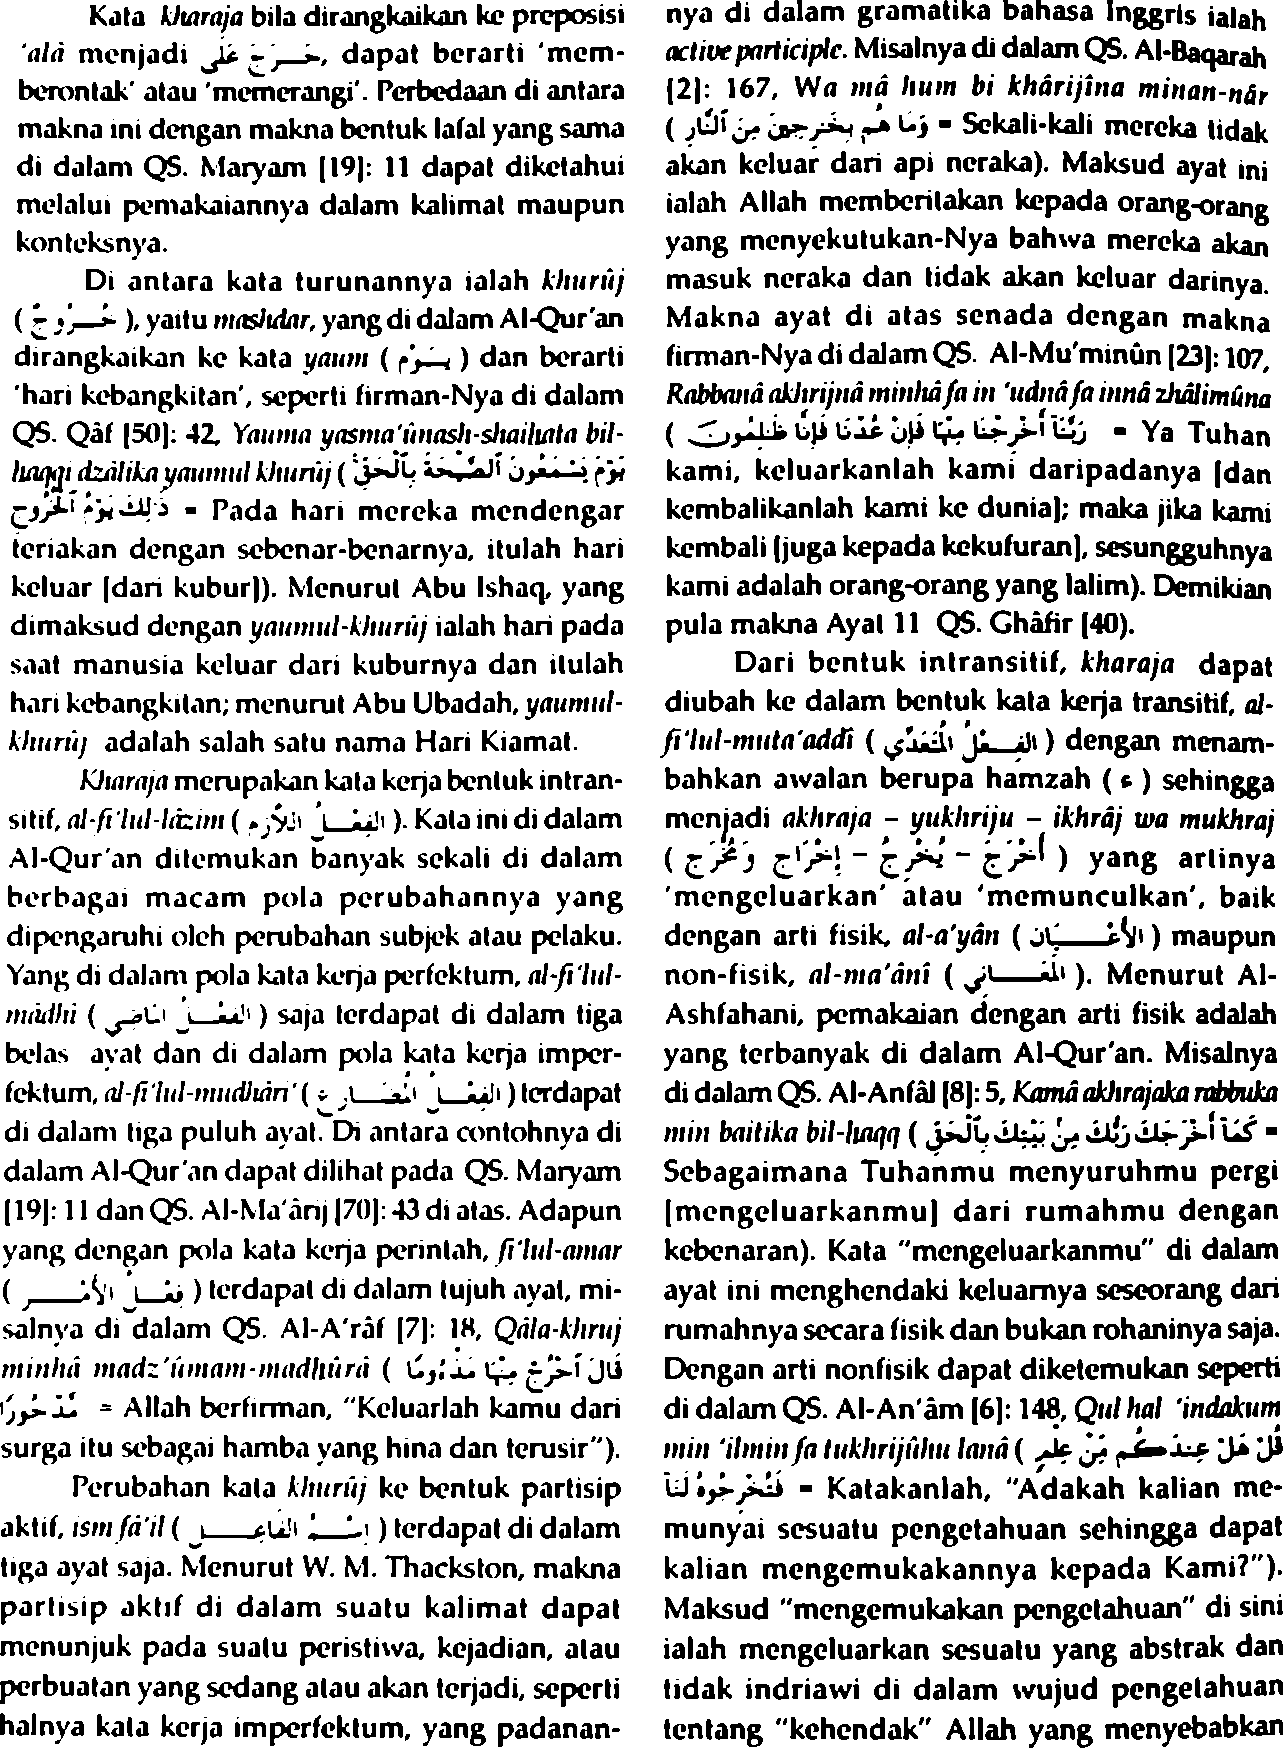 Kata kharaja bila dirangkaikan ke preposisi
'alâ menjadi خَرَجَ عَلَى, dapat berarti 'mem-
berontak' atau 'memerangi'. Perbedaan di antara
makna ini dengan makna bentuk lafal yang sama
di dalam QS. Maryam [19]: 11 dapat diketahui
melalui pemakaiannya dalam kalimat maupun
konteksnya.
Di antara kata turunannya ialah khurûj
( خُرُوجٌ ), yaitu mashdar, yang di dalam Al-Qur'an
dirangkaikan ke kata yaum ( يَوْم ) dan berarti
'hari kebangkitan', seperti firman-Nya di dalam
QS. Qâf [50]: 42, Yauma yasma'ûnash-shaihata bil-
haqqi dzâlika yaumul khurûj ( يَوْمَ يَسْمَعُونَ ٱلصَّيْحَةَ بِٱلْحَقِّ
ذَٰلِكَ يَوْمُ ٱلْخُرُوجِ = Pada hari mereka mendengar
teriakan dengan sebenar-benarnya, itulah hari
keluar [dari kubur]). Menurut Abu Ishaq, yang
dimaksud dengan yaumul-khurûj ialah hari pada
saat manusia keluar dari kuburnya dan itulah
hari kebangkitan; menurut Abu Ubadah, yaumul-
khurûj adalah salah satu nama Hari Kiamat.
Kharaja merupakan kata kerja bentuk intran-
sitif, al-fi'lul-lâzim ( الفِعْلُ اللاَّزِم ). Kata ini di dalam
Al-Qur'an ditemukan banyak sekali di dalam
berbagai macam pola perubahannya yang
dipengaruhi oleh perubahan subjek atau pelaku.
Yang di dalam pola kata kerja perfektum, al-fi'lul-
mâdhi ( الفِعْلُ المَاضِي ) saja terdapat di dalam tiga
belas ayat dan di dalam pola kata kerja imper-
fektum, al-fi'lul-mudhâri' ( الفِعْلُ المُضَارِع ) terdapat
di dalam tiga puluh ayat. Di antara contohnya di
dalam Al-Qur'an dapat dilihat pada QS. Maryam
[19]: 11 dan QS. Al-Ma'ârij [70]: 43 di atas. Adapun
yang dengan pola kata kerja perintah, fi'lul-amar
( فِعْلُ الأَمْر ) terdapat di dalam tujuh ayat, mi-
salnya di dalam QS. Al-A'râf [7]: 18, Qâla-khruj
minhâ madz'ûmam-madhûrâ ( قَالَ ٱخْرُجْ مِنْهَا مَذْءُومًا
مَّدْحُورًا = Allah berfirman, "Keluarlah kamu dari
surga itu sebagai hamba yang hina dan terusir").
Perubahan kata khurûj ke bentuk partisip
aktif, ism fâ'il ( اسْمُ الفَاعِل ) terdapat di dalam
tiga ayat saja. Menurut W. M. Thackston, makna
partisip aktif di dalam suatu kalimat dapat
menunjuk pada suatu peristiwa, kejadian, atau
perbuatan yang sedang atau akan terjadi, seperti
halnya kata kerja imperfektum, yang padanan-
nya di dalam gramatika bahasa Inggris ialah
active participle. Misalnya di dalam QS. Al-Baqarah
[2]: 167, Wa mâ hum bi khârijîna minan-nâr
( وَمَا هُم بِخَٰرِجِينَ مِنَ ٱلنَّارِ = Sekali-kali mereka tidak
akan keluar dari api neraka). Maksud ayat ini
ialah Allah memberitakan kepada orang-orang
yang menyekutukan-Nya bahwa mereka akan
masuk neraka dan tidak akan keluar darinya.
Makna ayat di atas senada dengan makna
firman-Nya di dalam QS. Al-Mu'minûn [23]: 107,
Rabbanâ akhrijnâ minhâ fa in 'udnâ fa innâ zhâlimûna
( رَبَّنَآ أَخْرِجْنَا مِنْهَا فَإِنْ عُدْنَا فَإِنَّا ظَٰلِمُونَ = Ya Tuhan
kami, keluarkanlah kami daripadanya [dan
kembalikanlah kami ke dunia]; maka jika kami
kembali [juga kepada kekufuran], sesungguhnya
kami adalah orang-orang yang lalim). Demikian
pula makna Ayat 11 QS. Ghâfir [40).
Dari bentuk intransitif, kharaja dapat
diubah ke dalam bentuk kata kerja transitif, al-
fi'lul-muta'addî ( الفِعْلُ المُتَعَدِّي ) dengan menam-
bahkan awalan berupa hamzah ( ء ) sehingga
menjadi akhraja – yukhriju – ikhrâj wa mukhraj
( أَخْرَجَ – يُخْرِجُ – إِخْرَاج وَمُخْرَج ) yang artinya
'mengeluarkan' atau 'memunculkan', baik
dengan arti fisik, al-a'yân ( الأَعْيَان ) maupun
non-fisik, al-ma'ânî ( المَعَانِي ). Menurut Al-
Ashfahani, pemakaian dengan arti fisik adalah
yang terbanyak di dalam Al-Qur'an. Misalnya
di dalam QS. Al-Anfâl [8]: 5, Kamâ akhrajaka rabbuka
min baitika bil-haqq ( كَمَآ أَخْرَجَكَ رَبُّكَ مِنۢ بَيْتِكَ بِٱلْحَقِّ =
Sebagaimana Tuhanmu menyuruhmu pergi
[mengeluarkanmu] dari rumahmu dengan
kebenaran). Kata "mengeluarkanmu" di dalam
ayat ini menghendaki keluarnya seseorang dari
rumahnya secara fisik dan bukan rohaninya saja.
Dengan arti nonfisik dapat diketemukan seperti
di dalam QS. Al-An'âm [6]: 148, Qul hal 'indakum
min 'ilmin fa tukhrijûhu lanâ ( قُلْ هَلْ عِندَكُم مِّنْ عِلْمٍ
فَتُخْرِجُوهُ لَنَآ = Katakanlah, "Adakah kalian me-
munyai sesuatu pengetahuan sehingga dapat
kalian mengemukakannya kepada Kami?").
Maksud "mengemukakan pengetahuan" di sini
ialah mengeluarkan sesuatu yang abstrak dan
tidak indriawi di dalam wujud pengetahuan
tentang "kehendak" Allah yang menyebabkan